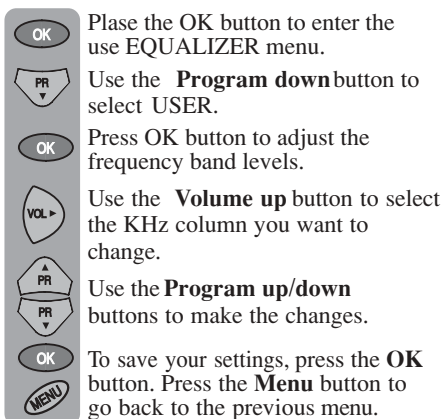 OK
Plase the OK button to enter the
use EQUALIZER menu.
PR
Use the Program down button to
select USER.
OK
Press OK button to adjust the
frequency band levels.
VOL
Use the Volume up button to select
the KHz column you want to
change.
PR
PR
Use the Program up/down
buttons to make the changes.
OK
MENU
To save your settings, press the OK
button. Press the Menu button to
go back to the previous menu.